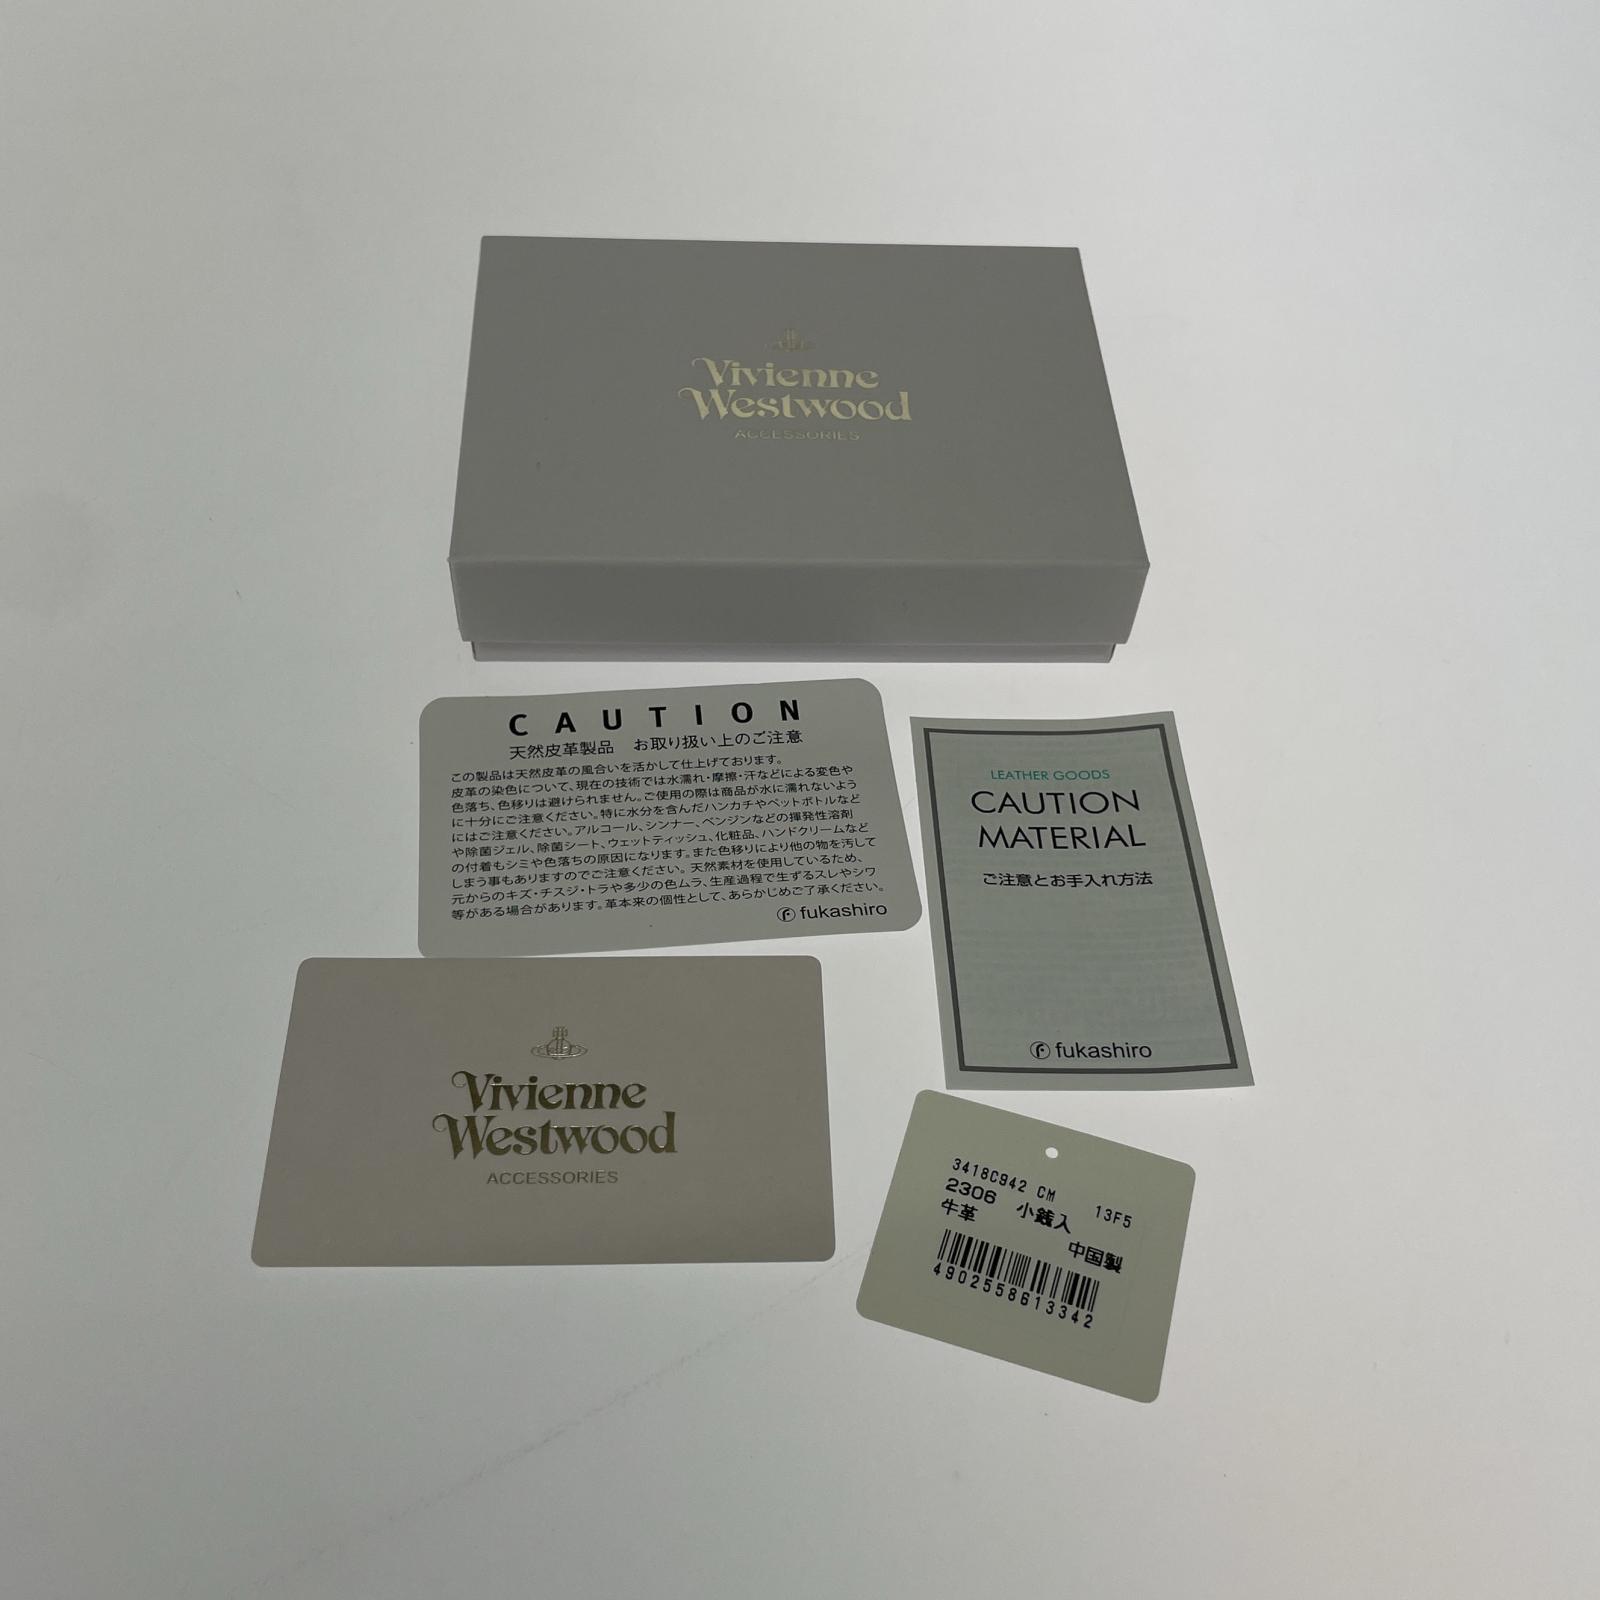 Vivienne
Westwood
ACCESSORIES
CAUTION
天然皮革製品　お取り扱い上のご注意
この製品は天然皮革の風合いを活かして仕上げております。
皮革の染色について、現在の技術では水濡れ・摩擦・汗などによる変色や
色落ち、色移りは避けられません。ご使用の際は商品が水に濡れないよう
に十分にご注意ください。特に水分を含んだハンカチやペットボトルなど
にはご注意ください。アルコール、シンナー、ベンジンなどの揮発性溶剤
や除菌ジェル、除菌シート、ウェットティッシュ、化粧品、ハンドクリームなど
の付着もシミや色落ちの原因になります。また色移りにより他の物を汚して
しまう事もありますのでご注意ください。天然素材を使用しているため、
元からのキズ・チスジ・トラや多少の色ムラ、生産過程で生ずるスレやシワ
等がある場合があります。革本来の個性として、あらかじめご了承ください。
fukashiro
LEATHER GOODS
CAUTION
MATERIAL
ご注意とお手入れ方法
fukashiro
Vivienne
Westwood
ACCESSORIES
3418C942 CM 13F5
2306 小銭入
牛革
中国製
4902558613342